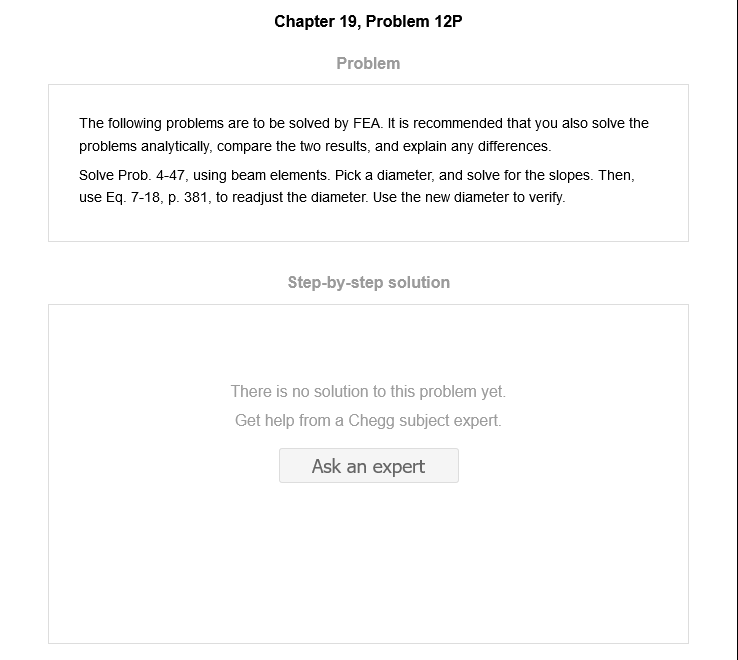 Chapter 19, Problem 12P
Problem
The following problems are to be solved by FEA. It is recommended that you also solve the
problems analytically, compare the two results, and explain any differences.
Solve Prob. 4-47, using beam elements. Pick a diameter, and solve for the slopes. Then,
use Eq. 7-18, p. 381, to readjust the diameter. Use the new diameter to verify.
Step-by-step solution
There is no solution to this problem yet.
Get help from a Chegg subject expert.
Ask an expert